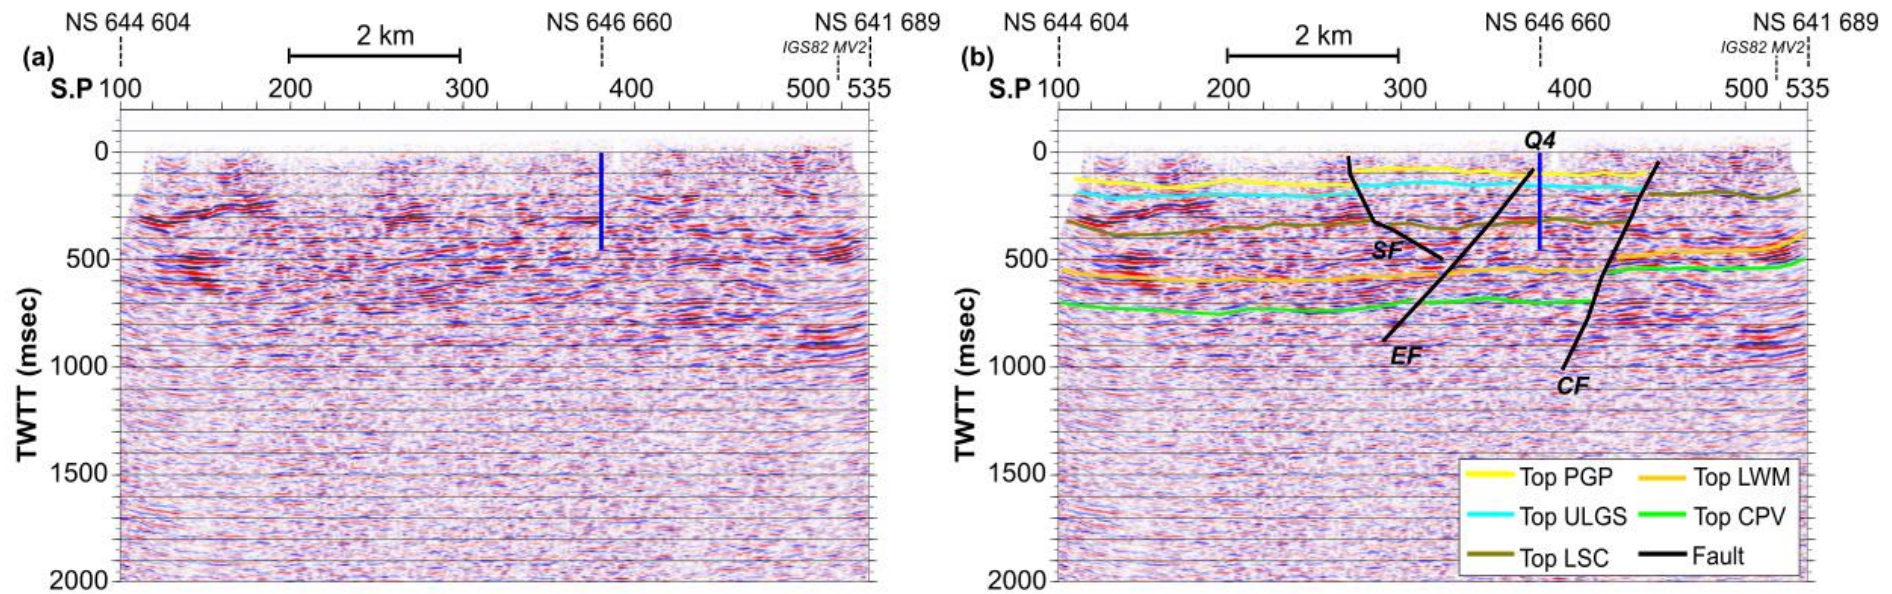 NS 644 604 NS 646 660 NS 641 689
2 km
IGS82 MV2
(a)
S.P 100 200 300 400 500 535
0
500
1000
1500
2000
TWTT (msec)
NS 644 604 NS 646 660 NS 641 689
2 km
IGS82 MV2
(b)
S.P 100 200 300 400 500 535
Q4
0
500
1000
1500
2000
TWTT (msec)
SF
EF
CF
Top PGP Top LWM
Top ULGS Top CPV
Top LSC Fault